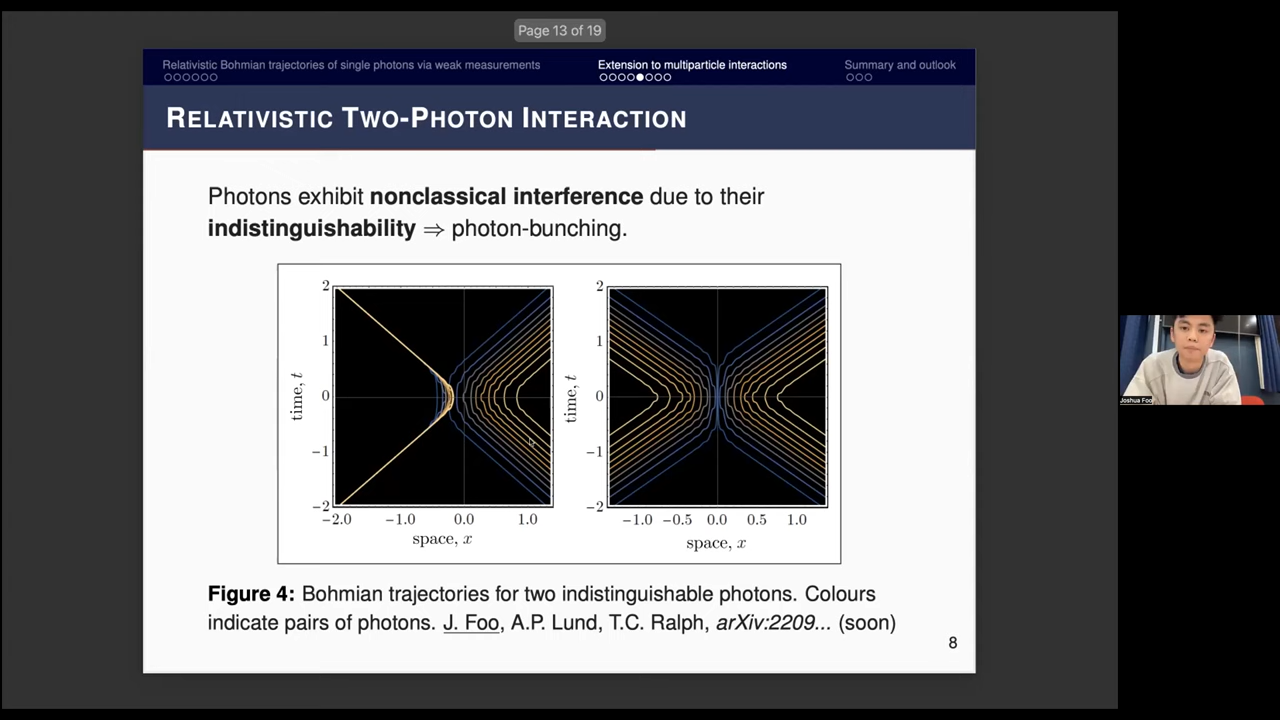 Page 13 of 19
Relativistic Bohmian trajectories of single photons via weak measurements
Extension to multiparticle interactions
Summary and outlook
RELATIVISTIC TWO-PHOTON INTERACTION
Photons exhibit nonclassical interference due to their
indistinguishability ⇒ photon-bunching.
2
1
0
−1
−2
time, t
−2.0 −1.0 0.0 1.0
space, x
2
1
0
−1
−2
time, t
−1.0 −0.5 0.0 0.5 1.0
space, x
Figure 4: Bohmian trajectories for two indistinguishable photons. Colours
indicate pairs of photons. J. Foo, A.P. Lund, T.C. Ralph, arXiv:2209... (soon)
8
Joshua Foo